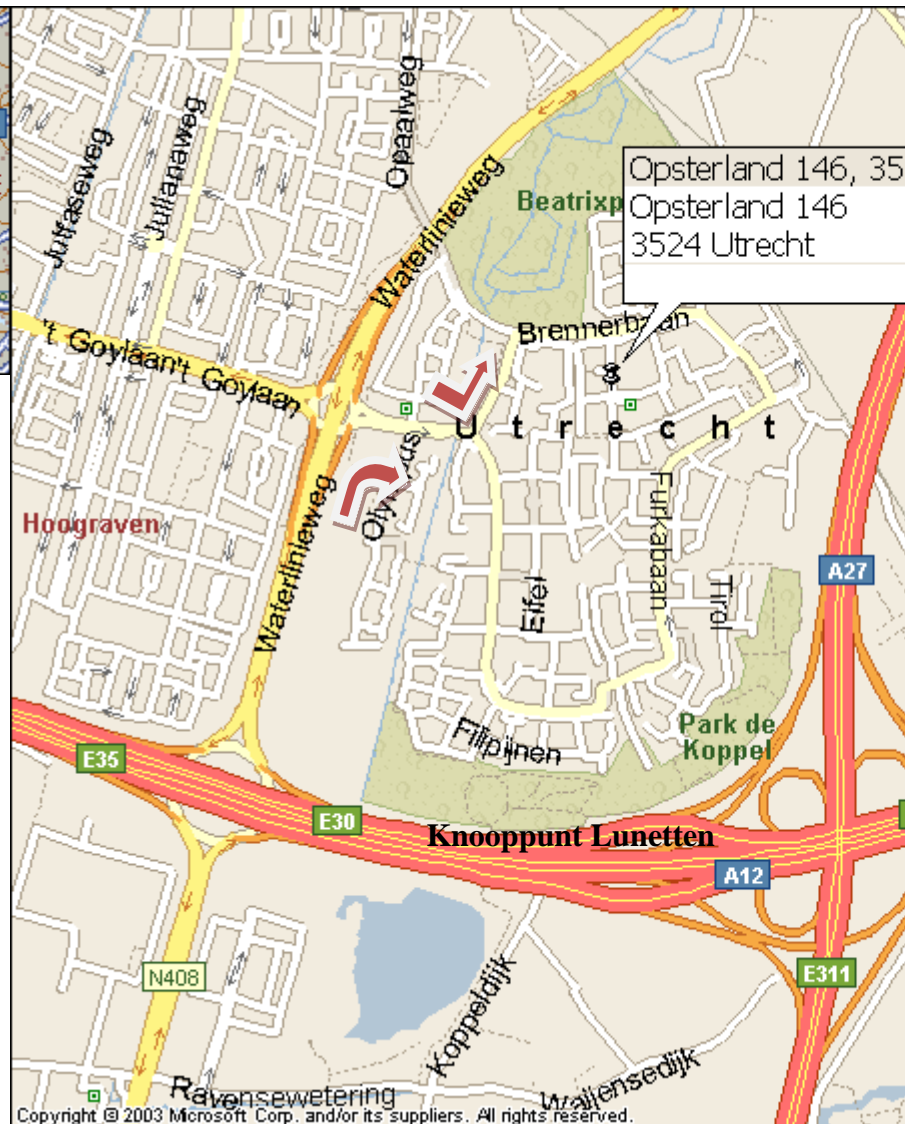 Opsterland 146, 35
Opsterland 146
3524 Utrecht
Beatrixp
Jutfaseweg
Julianaweg
Opaalweg
Waterlinieweg
Brennerbaan
't Goylaan
't Goylaan
Utrecht
Hoograven
Waterlinieweg
Furkabaan
Eifel
Tirol
A27
Park de
Koppel
Filipijnen
E35
E30
Knooppunt Lunetten
A12
E311
N408
Koppeldijk
Ravensewetering
Waijensedijk
Copyright © 2003 Microsoft Corp. and/or its suppliers. All rights reserved.